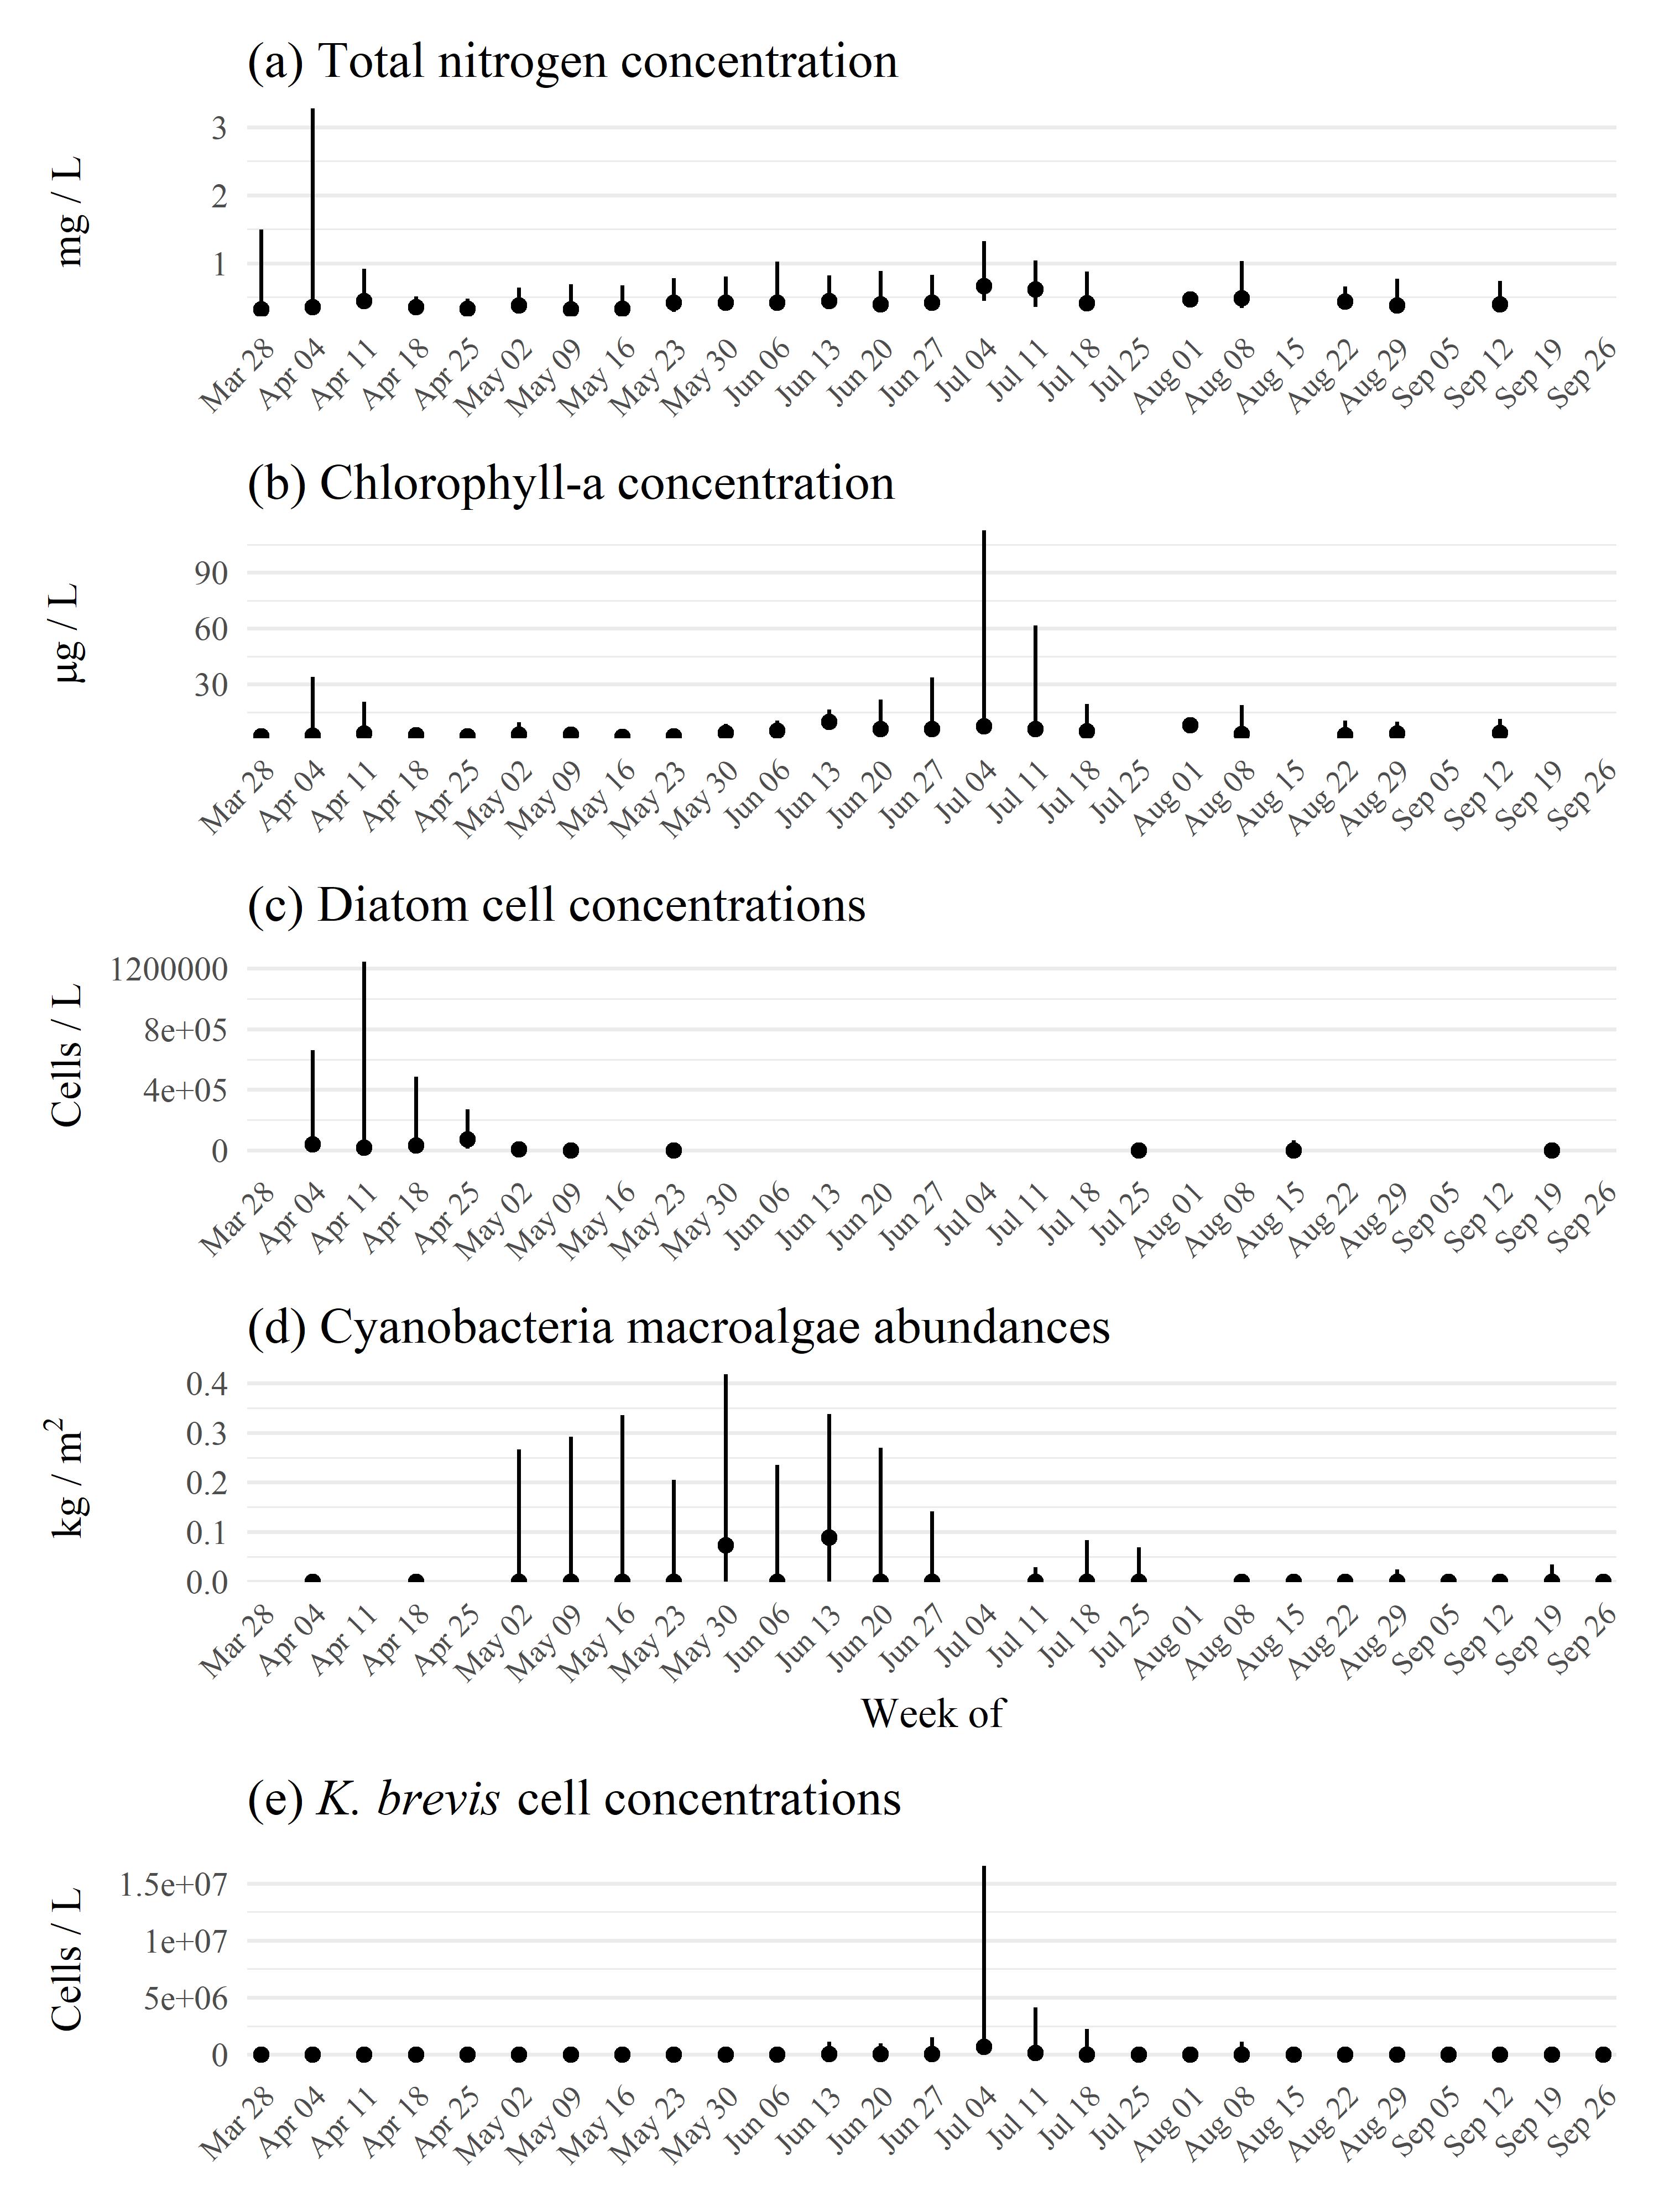 (a) Total nitrogen concentration
mg / L
3
2
1
Mar 28 Apr 04 Apr 11 Apr 18 Apr 25 May 02 May 09 May 16 May 23 May 30 Jun 06 Jun 13 Jun 20 Jun 27 Jul 04 Jul 11 Jul 18 Jul 25 Aug 01 Aug 08 Aug 15 Aug 22 Aug 29 Sep 05 Sep 12 Sep 19 Sep 26
(b) Chlorophyll-a concentration
µg / L
90
60
30
Mar 28 Apr 04 Apr 11 Apr 18 Apr 25 May 02 May 09 May 16 May 23 May 30 Jun 06 Jun 13 Jun 20 Jun 27 Jul 04 Jul 11 Jul 18 Jul 25 Aug 01 Aug 08 Aug 15 Aug 22 Aug 29 Sep 05 Sep 12 Sep 19 Sep 26
(c) Diatom cell concentrations
Cells / L
1200000
8e+05
4e+05
0
Mar 28 Apr 04 Apr 11 Apr 18 Apr 25 May 02 May 09 May 16 May 23 May 30 Jun 06 Jun 13 Jun 20 Jun 27 Jul 04 Jul 11 Jul 18 Jul 25 Aug 01 Aug 08 Aug 15 Aug 22 Aug 29 Sep 05 Sep 12 Sep 19 Sep 26
(d) Cyanobacteria macroalgae abundances
kg / m²
0.4
0.3
0.2
0.1
0.0
Mar 28 Apr 04 Apr 11 Apr 18 Apr 25 May 02 May 09 May 16 May 23 May 30 Jun 06 Jun 13 Jun 20 Jun 27 Jul 04 Jul 11 Jul 18 Jul 25 Aug 01 Aug 08 Aug 15 Aug 22 Aug 29 Sep 05 Sep 12 Sep 19 Sep 26
Week of
(e) K. brevis cell concentrations
Cells / L
1.5e+07
1e+07
5e+06
0
Mar 28 Apr 04 Apr 11 Apr 18 Apr 25 May 02 May 09 May 16 May 23 May 30 Jun 06 Jun 13 Jun 20 Jun 27 Jul 04 Jul 11 Jul 18 Jul 25 Aug 01 Aug 08 Aug 15 Aug 22 Aug 29 Sep 05 Sep 12 Sep 19 Sep 26